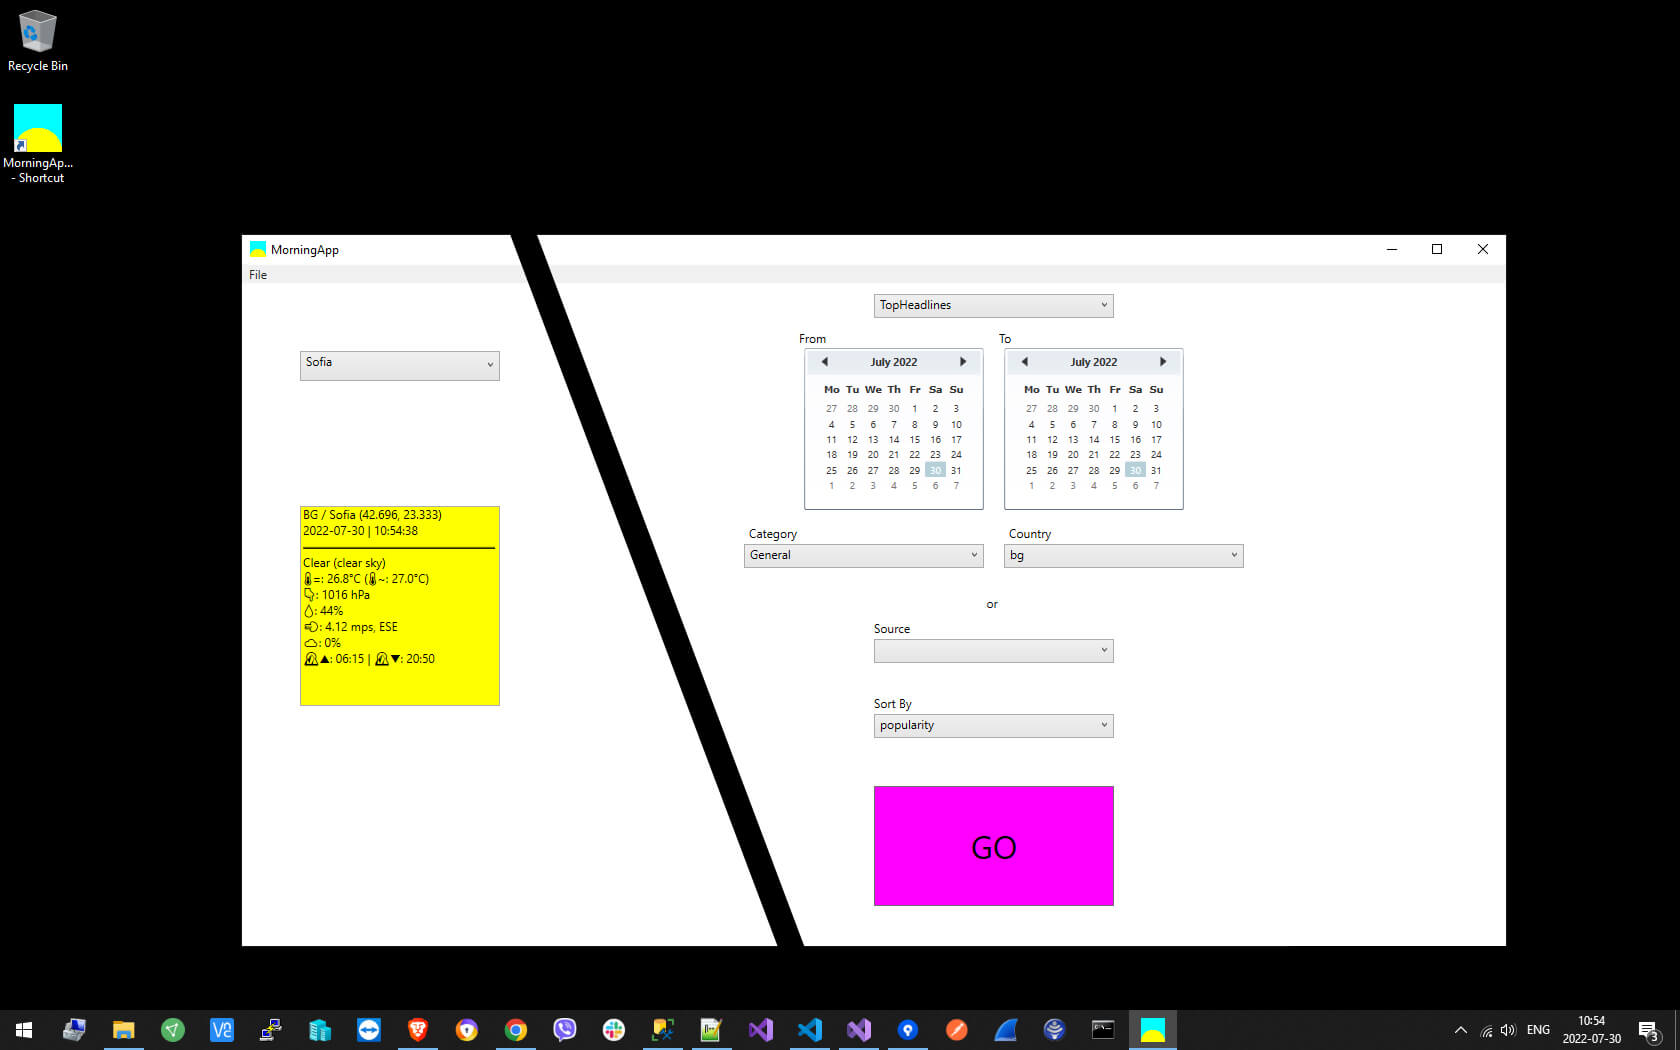 Recycle Bin
MorningAp...
- Shortcut
MorningApp
File
Sofia
BG / Sofia (42.696, 23.333)
2022-07-30 | 10:54:38
Clear (clear sky)
🌡=: 26.8°C (🌡~: 27.0°C)
: 1016 hPa
: 44%
: 4.12 mps, ESE
: 0%
▲: 06:15 | ▼: 20:50
TopHeadlines
From
To
July 2022
Mo Tu We Th Fr Sa Su
27 28 29 30 1 2 3
4 5 6 7 8 9 10
11 12 13 14 15 16 17
18 19 20 21 22 23 24
25 26 27 28 29 30 31
1 2 3 4 5 6 7
July 2022
Mo Tu We Th Fr Sa Su
27 28 29 30 1 2 3
4 5 6 7 8 9 10
11 12 13 14 15 16 17
18 19 20 21 22 23 24
25 26 27 28 29 30 31
1 2 3 4 5 6 7
Category
Country
General
bg
or
Source
Sort By
popularity
GO
ENG
10:54
2022-07-30
3